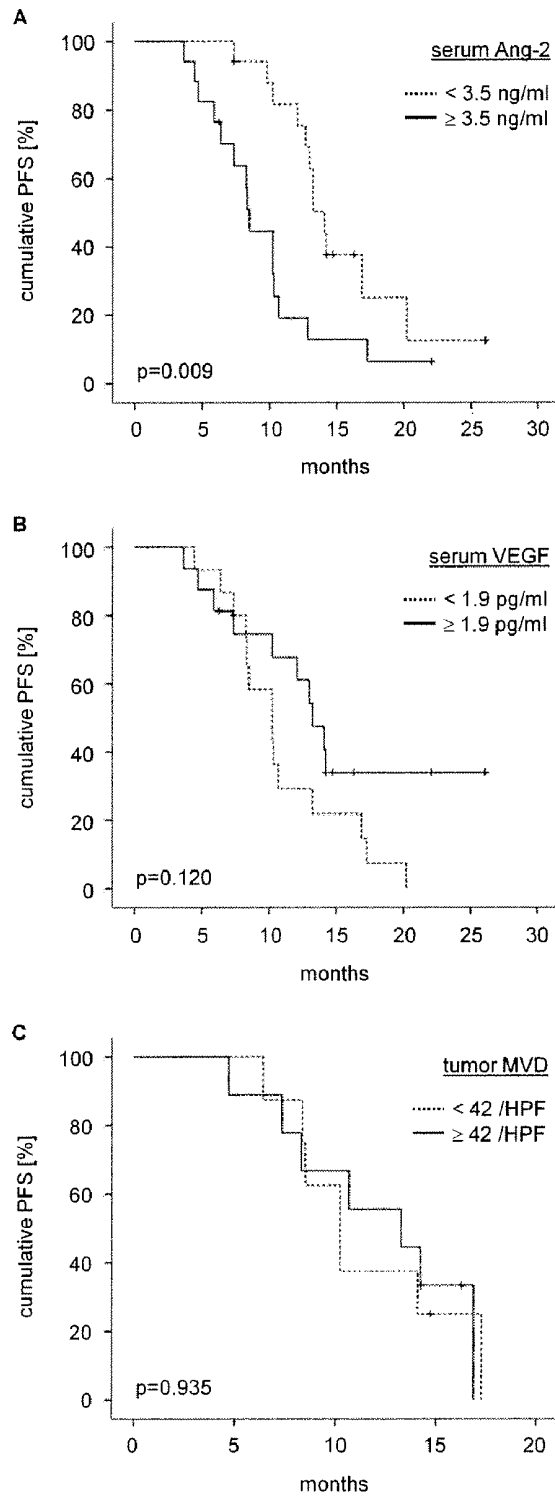 A
serum Ang-2
< 3.5 ng/ml
≥ 3.5 ng/ml
cumulative PFS [%]
100
80
60
40
20
0
p=0.009
0 5 10 15 20 25 30
months
B
serum VEGF
< 1.9 pg/ml
≥ 1.9 pg/ml
cumulative PFS [%]
100
80
60
40
20
0
p=0.120
0 5 10 15 20 25 30
months
C
tumor MVD
< 42 /HPF
≥ 42 /HPF
cumulative PFS [%]
100
80
60
40
20
0
p=0.935
0 5 10 15 20
months